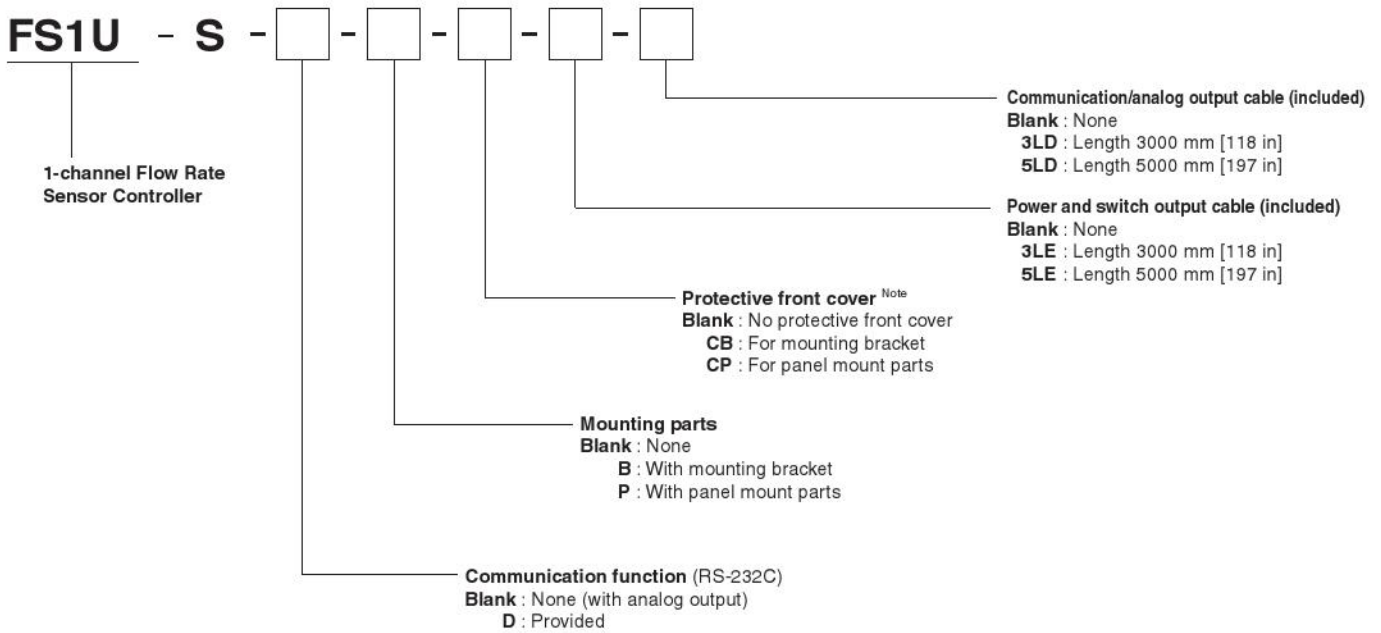 FS1U - S - - - - -
1-channel Flow Rate
Sensor Controller
Communication/analog output cable (included)
Blank : None
3LD : Length 3000 mm [118 in]
5LD : Length 5000 mm [197 in]
Power and switch output cable (included)
Blank : None
3LE : Length 3000 mm [118 in]
5LE : Length 5000 mm [197 in]
Protective front cover Note
Blank : No protective front cover
CB : For mounting bracket
CP : For panel mount parts
Mounting parts
Blank : None
B : With mounting bracket
P : With panel mount parts
Communication function (RS-232C)
Blank : None (with analog output)
D : Provided